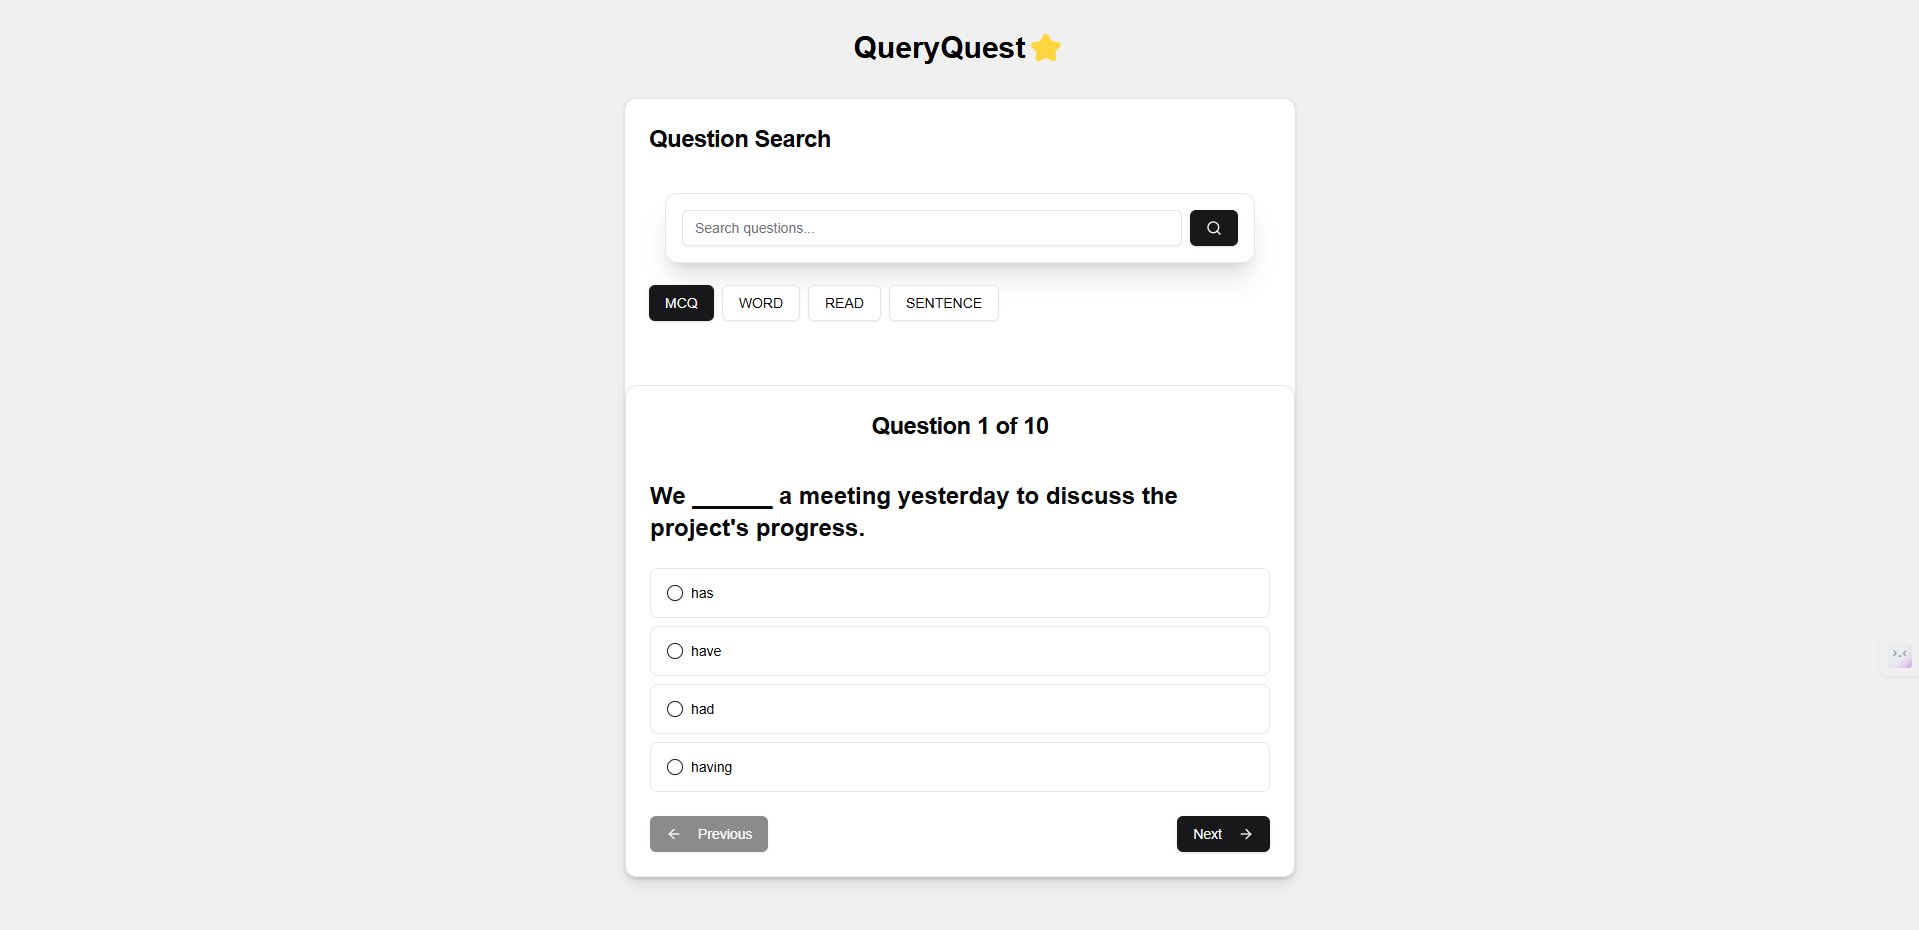 QueryQuest
Question Search
Search questions...
MCQ WORD READ SENTENCE
Question 1 of 10
We ______ a meeting yesterday to discuss the
project's progress.
has
have
had
having
Previous Next